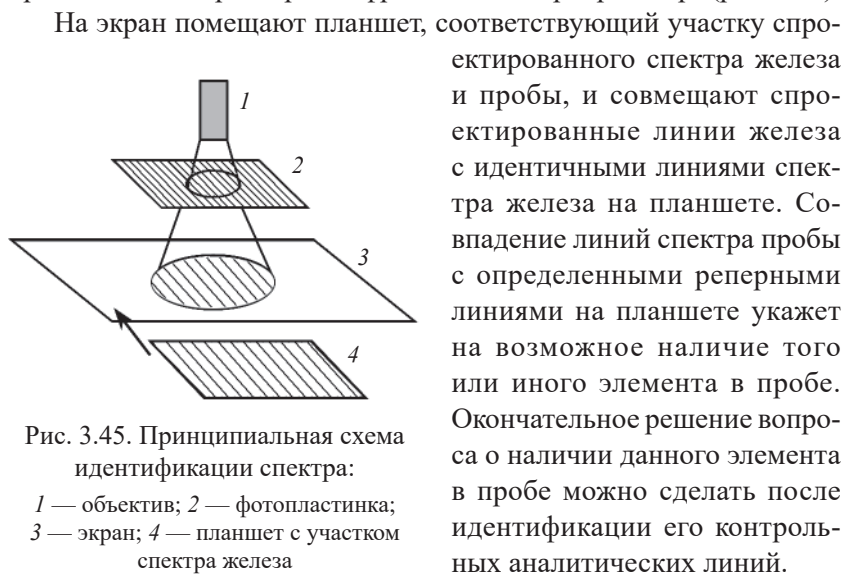 На экран помещают планшет, соответствующий участку спро-
ектированного спектра железа
и пробы, и совмещают спро-
ектированные линии железа
с идентичными линиями спек-
тра железа на планшете. Со-
впадение линий спектра пробы
с определенными реперными
линиями на планшете укажет
на возможное наличие того
или иного элемента в пробе.
Окончательное решение вопро-
са о наличии данного элемента
в пробе можно сделать после
идентификации его контроль-
ных аналитических линий.
1
2
3
4
Рис. 3.45. Принципиальная схема
идентификации спектра:
1 — объектив; 2 — фотопластинка;
3 — экран; 4 — планшет с участком
спектра железа